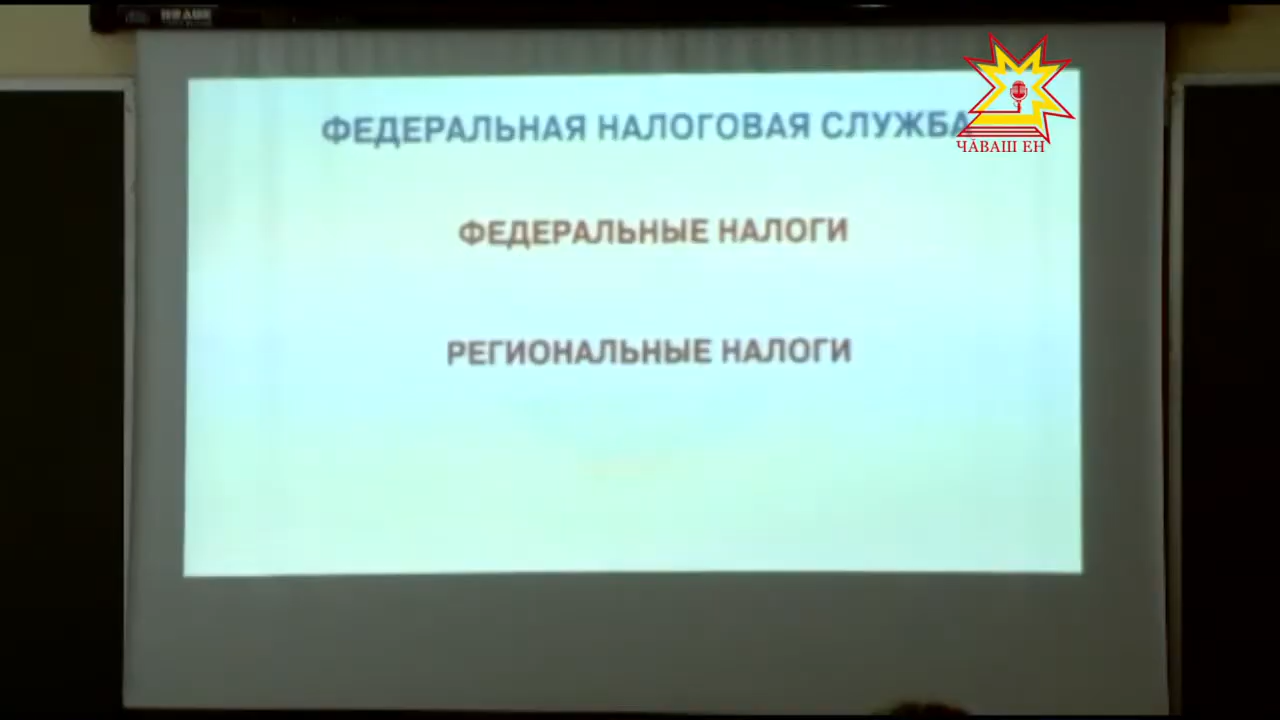 ФЕДЕРАЛЬНАЯ НАЛОГОВАЯ СЛУЖБА
ЧӐВАШ ЕН
ФЕДЕРАЛЬНЫЕ НАЛОГИ
РЕГИОНАЛЬНЫЕ НАЛОГИ